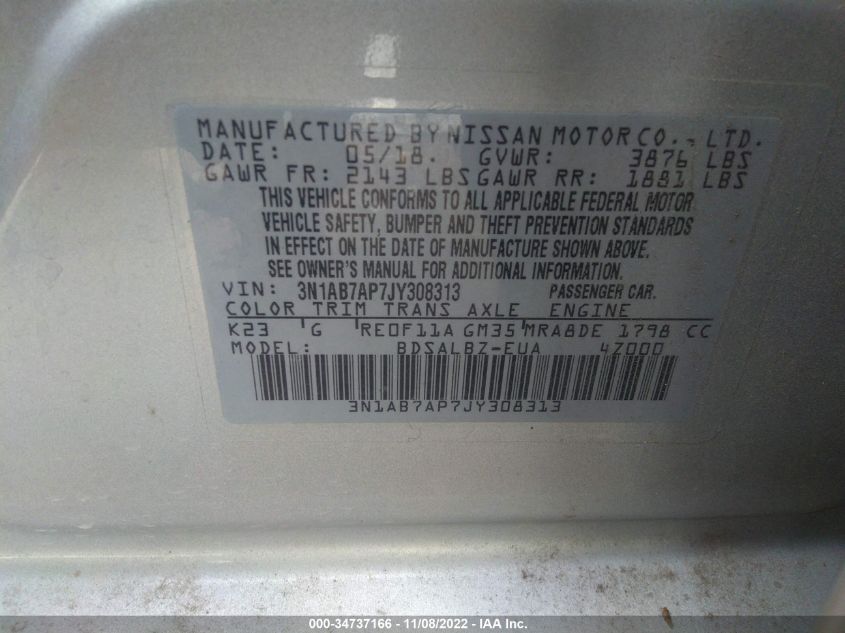 MANUFACTURED BY NISSAN MOTOR CO., LTD.
DATE: 05/18. GVWR: 3876 LBS
GAWR FR: 2143 LBS GAWR RR: 1881 LBS
THIS VEHICLE CONFORMS TO ALL APPLICABLE FEDERAL MOTOR
VEHICLE SAFETY, BUMPER AND THEFT PREVENTION STANDARDS
IN EFFECT ON THE DATE OF MANUFACTURE SHOWN ABOVE.
SEE OWNER'S MANUAL FOR ADDITIONAL INFORMATION.
VIN: 3N1AB7AP7JY308313 PASSENGER CAR.
COLOR TRIM TRANS AXLE ENGINE
K23 G RE0F11A GM35 MRA8DE 1798 CC
MODEL: BDSALBZ-EUA 4Z000
3N1AB7AP7JY308313
000-34737166 - 11/08/2022 - IAA Inc.